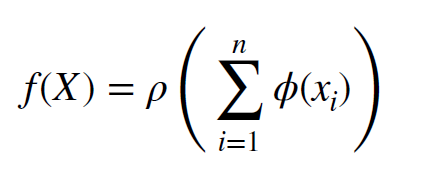 f(X) = ρ ( ∑_{i=1}^{n} ϕ(x_i) )